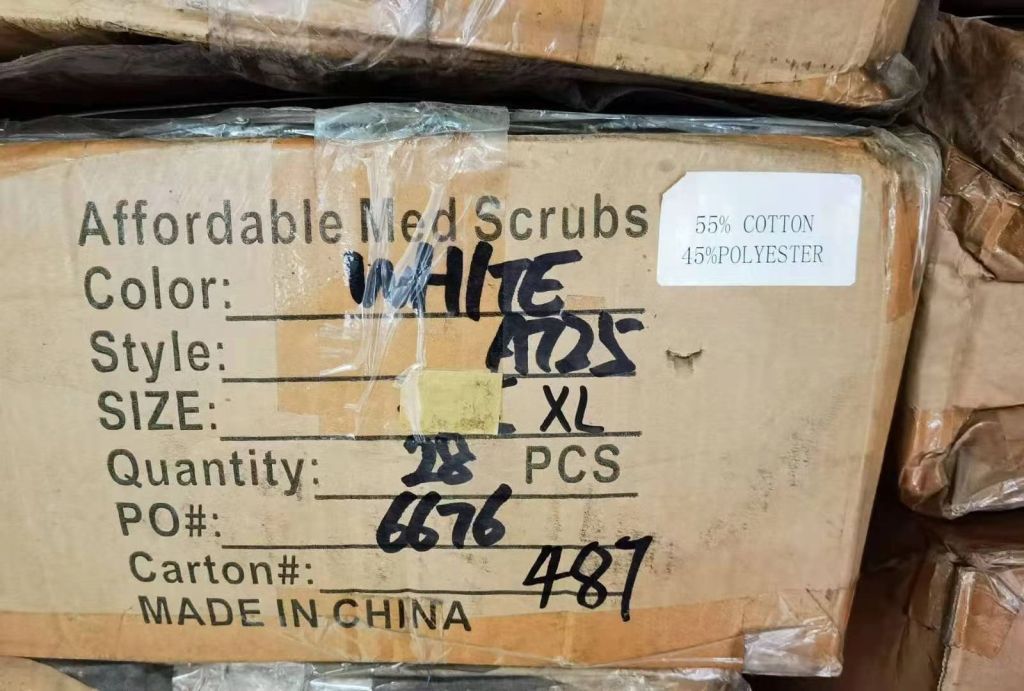 Affordable Med Scrubs
55% COTTON
45%POLYESTER
Color: WHITE
Style: A725
SIZE: XL
Quantity: 28 PCS
PO#: 6676
Carton#: 487
MADE IN CHINA